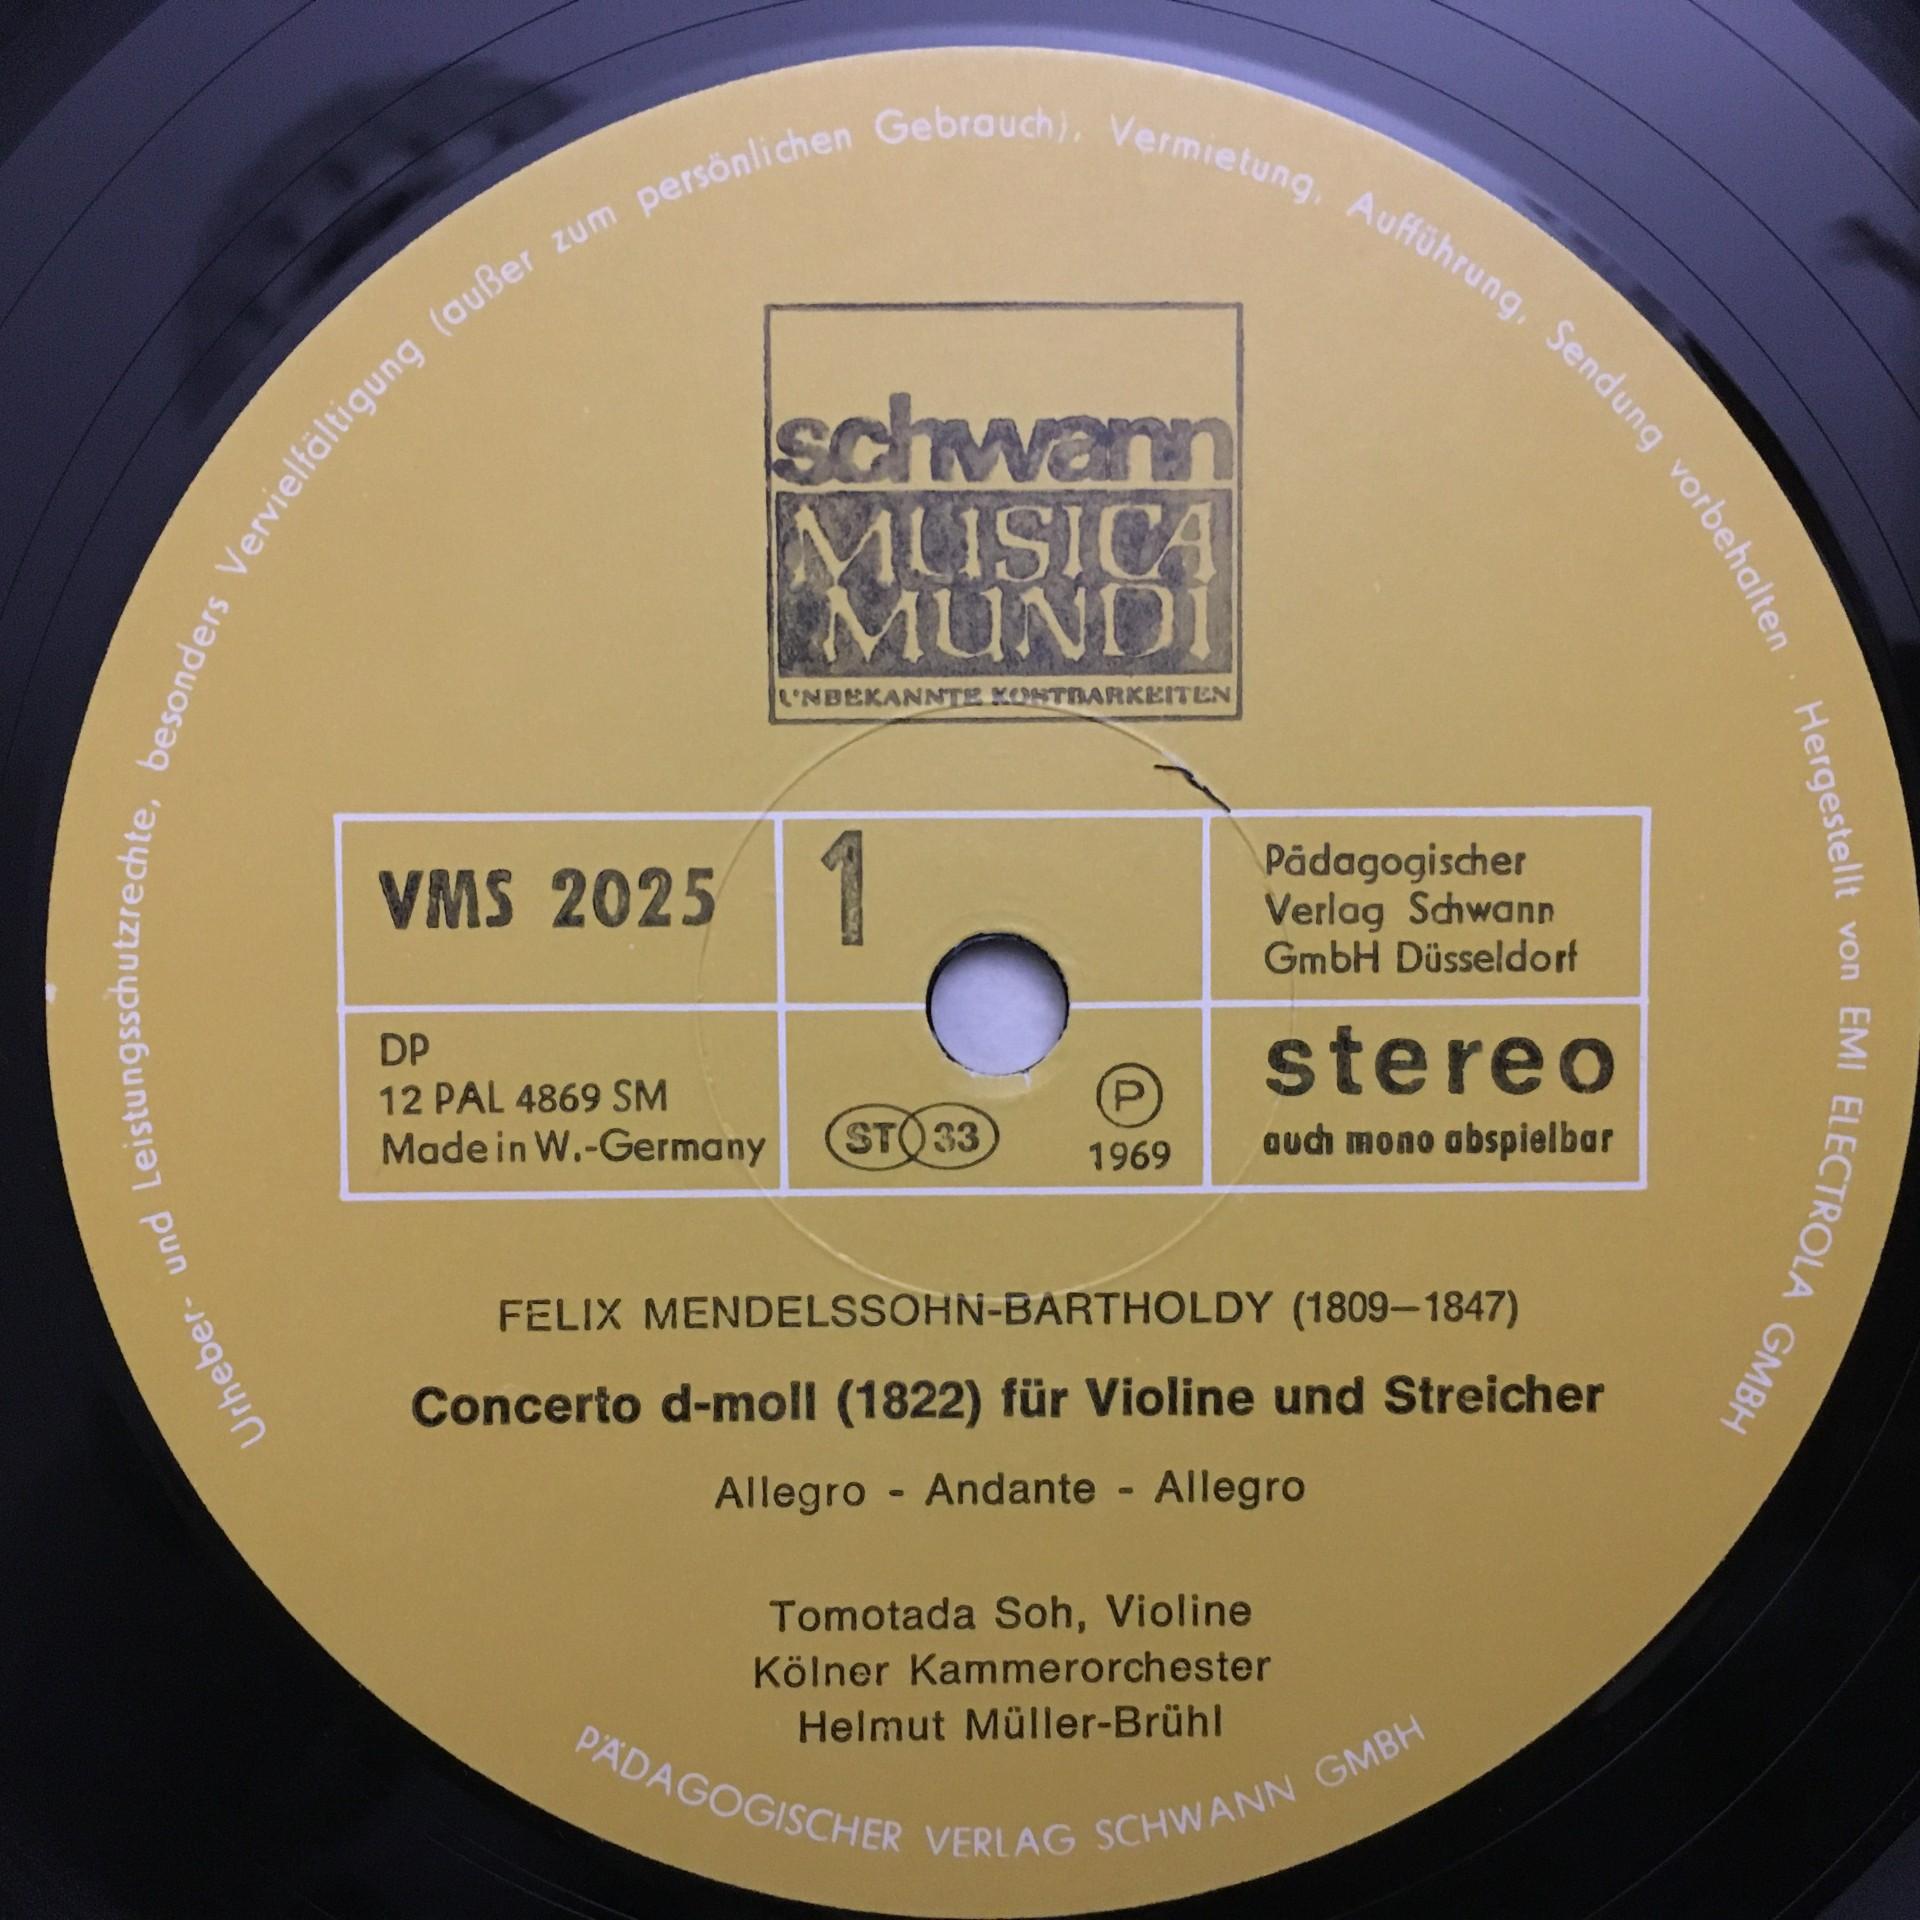 Urheber- und Leistungsschutzrechte, besonders Vervielfältigung (außer zum persönlichen Gebrauch), Vermietung, Aufführung, Sendung vorbehalten · Hergestellt von EMI ELECTROLA GMBH
schwann
MUSICA
MUNDI
UNBEKANNTE KOSTBARKEITEN
VMS 2025
1
Pädagogischer
Verlag Schwann
GmbH Düsseldorf
DP
12 PAL 4869 SM
Made in W.-Germany
ST 33
Ⓟ
1969
stereo
auch mono abspielbar
FELIX MENDELSSOHN-BARTHOLDY (1809–1847)
Concerto d-moll (1822) für Violine und Streicher
Allegro - Andante - Allegro
Tomotada Soh, Violine
Kölner Kammerorchester
Helmut Müller-Brühl
PÄDAGOGISCHER VERLAG SCHWANN GMBH